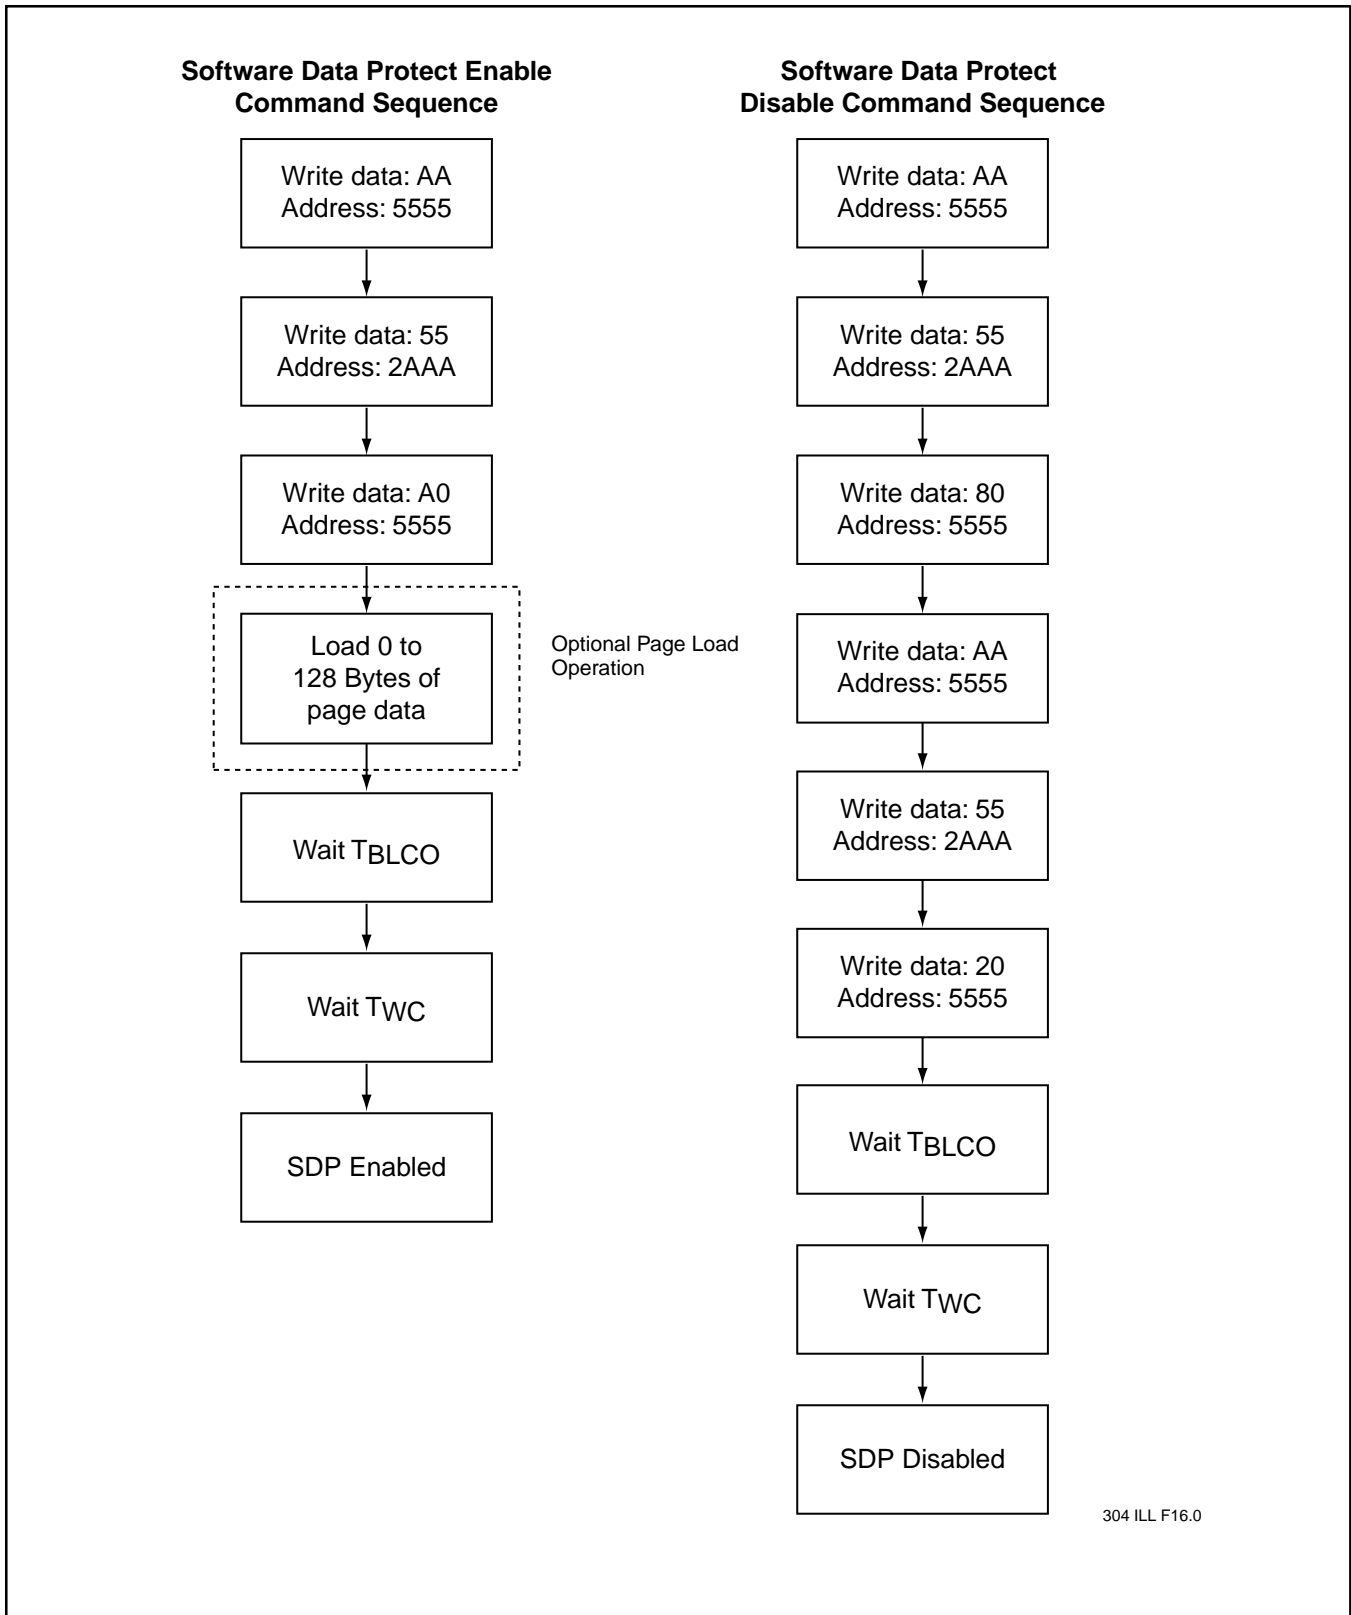 Software Data Protect Enable
Command Sequence
Write data: AA
Address: 5555
Write data: 55
Address: 2AAA
Write data: A0
Address: 5555
Load 0 to
128 Bytes of
page data
Optional Page Load
Operation
Wait TBLCO
Wait TWC
SDP Enabled
Software Data Protect
Disable Command Sequence
Write data: AA
Address: 5555
Write data: 55
Address: 2AAA
Write data: 80
Address: 5555
Write data: AA
Address: 5555
Write data: 55
Address: 2AAA
Write data: 20
Address: 5555
Wait TBLCO
Wait TWC
SDP Disabled
304 ILL F16.0